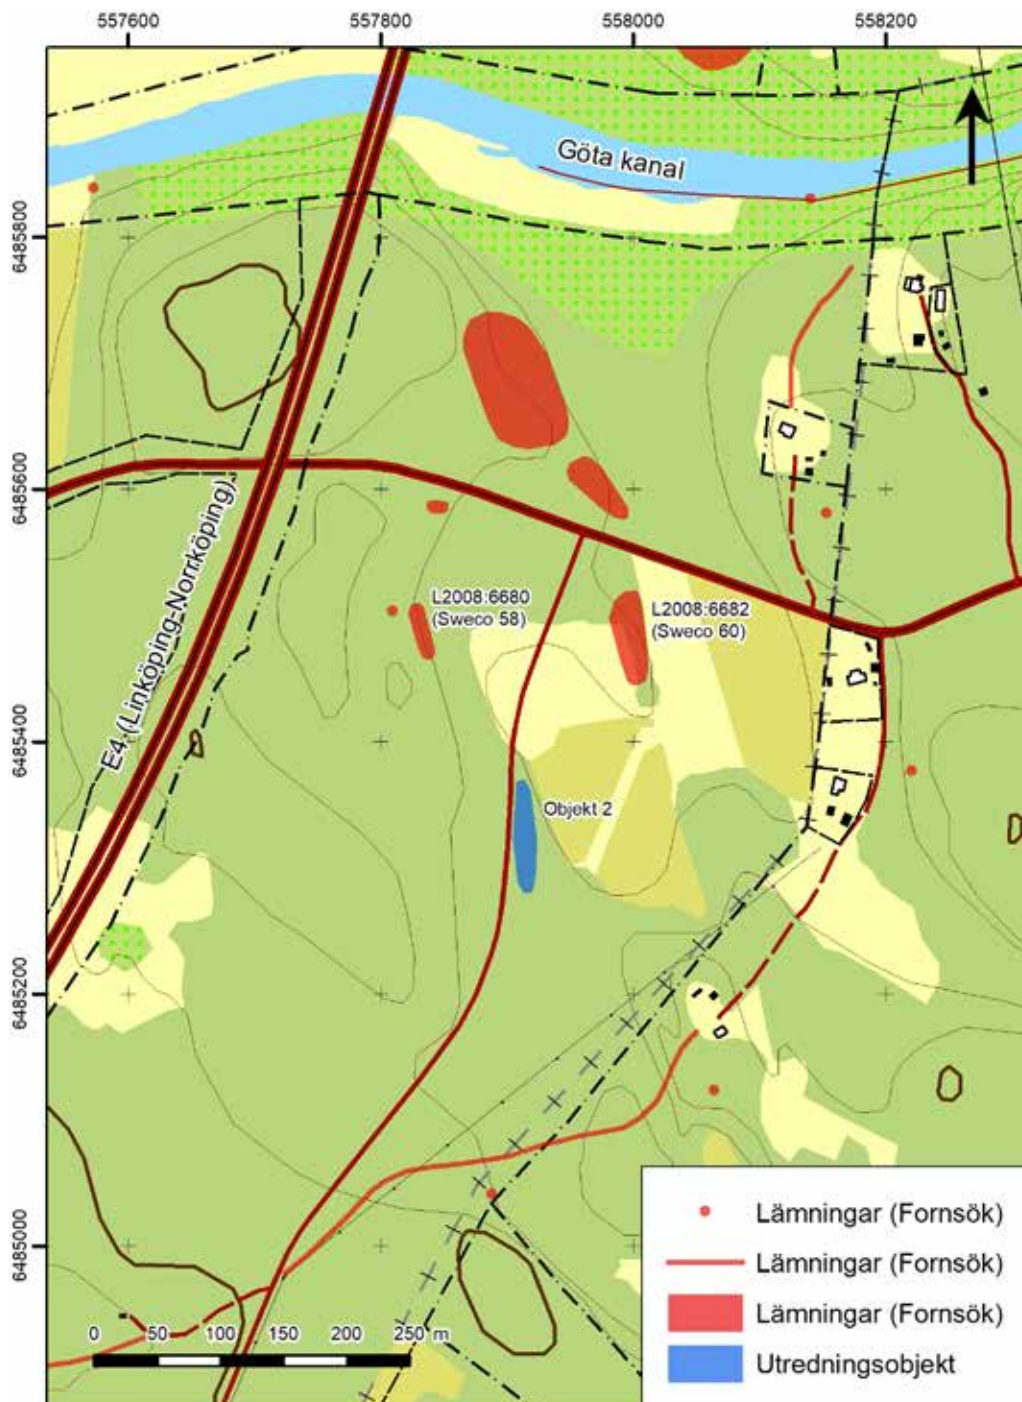 557600
557800
558000
558200
Göta kanal
6485800
6485600
E4 (Linköping-Norrköping)
L2008:6680
(Sweco 58)
L2008:6682
(Sweco 60)
6485400
Objekt 2
6485200
6485000
0 50 100 150 200 250 m
Lämningar (Fornsök)
Lämningar (Fornsök)
Lämningar (Fornsök)
Utredningsobjekt